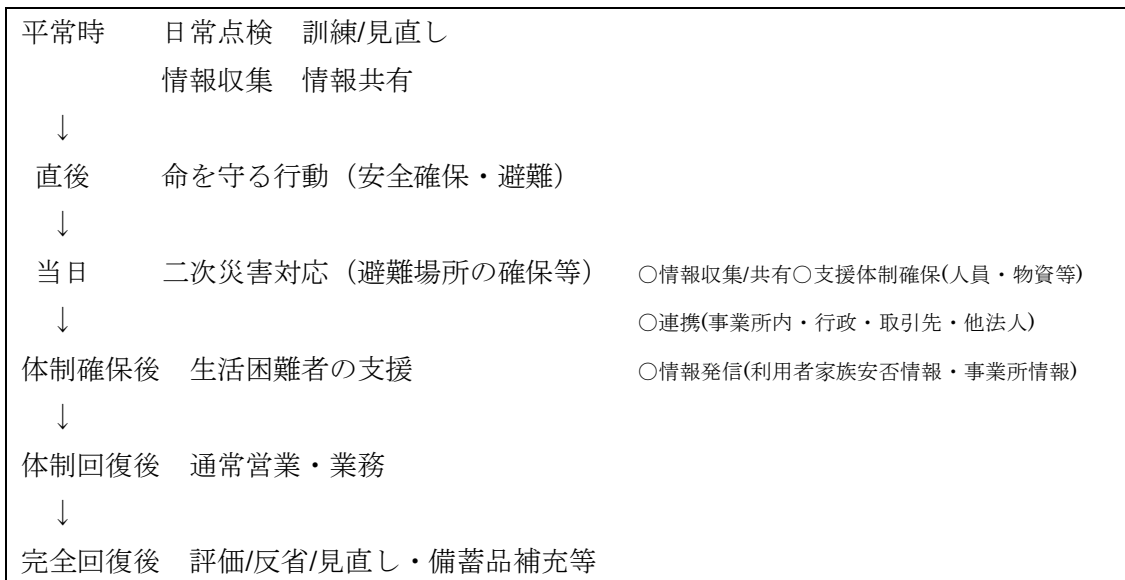 平常時　　日常点検　訓練/見直し
情報収集　情報共有
↓
直後　　命を守る行動（安全確保・避難）
↓
当日　　二次災害対応（避難場所の確保等）　○情報収集/共有○支援体制確保(人員・物資等)
↓　　○連携(事業所内・行政・取引先・他法人)
体制確保後　生活困難者の支援　　○情報発信(利用者家族安否情報・事業所情報)
↓
体制回復後　通常営業・業務
↓
完全回復後　評価/反省/見直し・備蓄品補充等